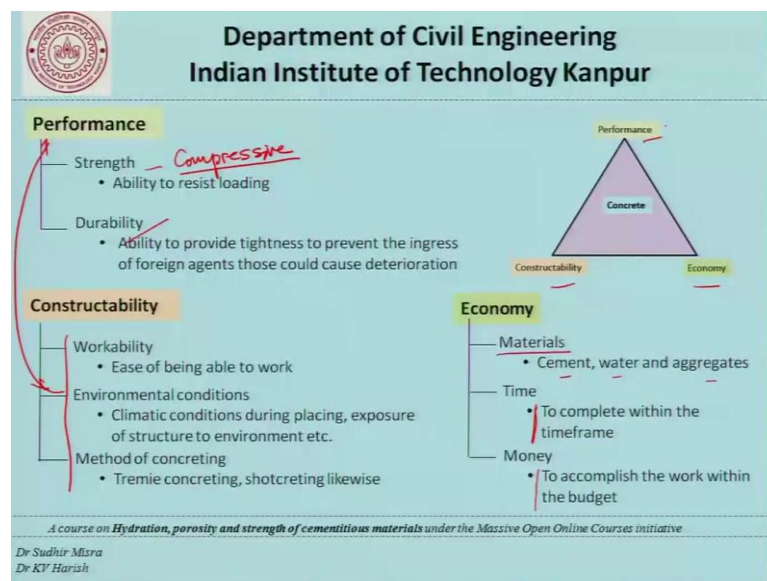 Department of Civil Engineering
Indian Institute of Technology Kanpur
Performance
Strength
Compressive
• Ability to resist loading
Durability
• Ability to provide tightness to prevent the ingress
of foreign agents those could cause deterioration
Performance
Concrete
Constructability
Economy
Constructability
Workability
• Ease of being able to work
Environmental conditions
• Climatic conditions during placing, exposure
of structure to environment etc.
Method of concreting
• Tremie concreting, shotcreting likewise
Economy
Materials
• Cement, water and aggregates
Time
• To complete within the
timeframe
Money
• To accomplish the work within
the budget
A course on Hydration, porosity and strength of cementitious materials under the Massive Open Online Courses initiative
Dr Sudhir Misra
Dr KV Harish